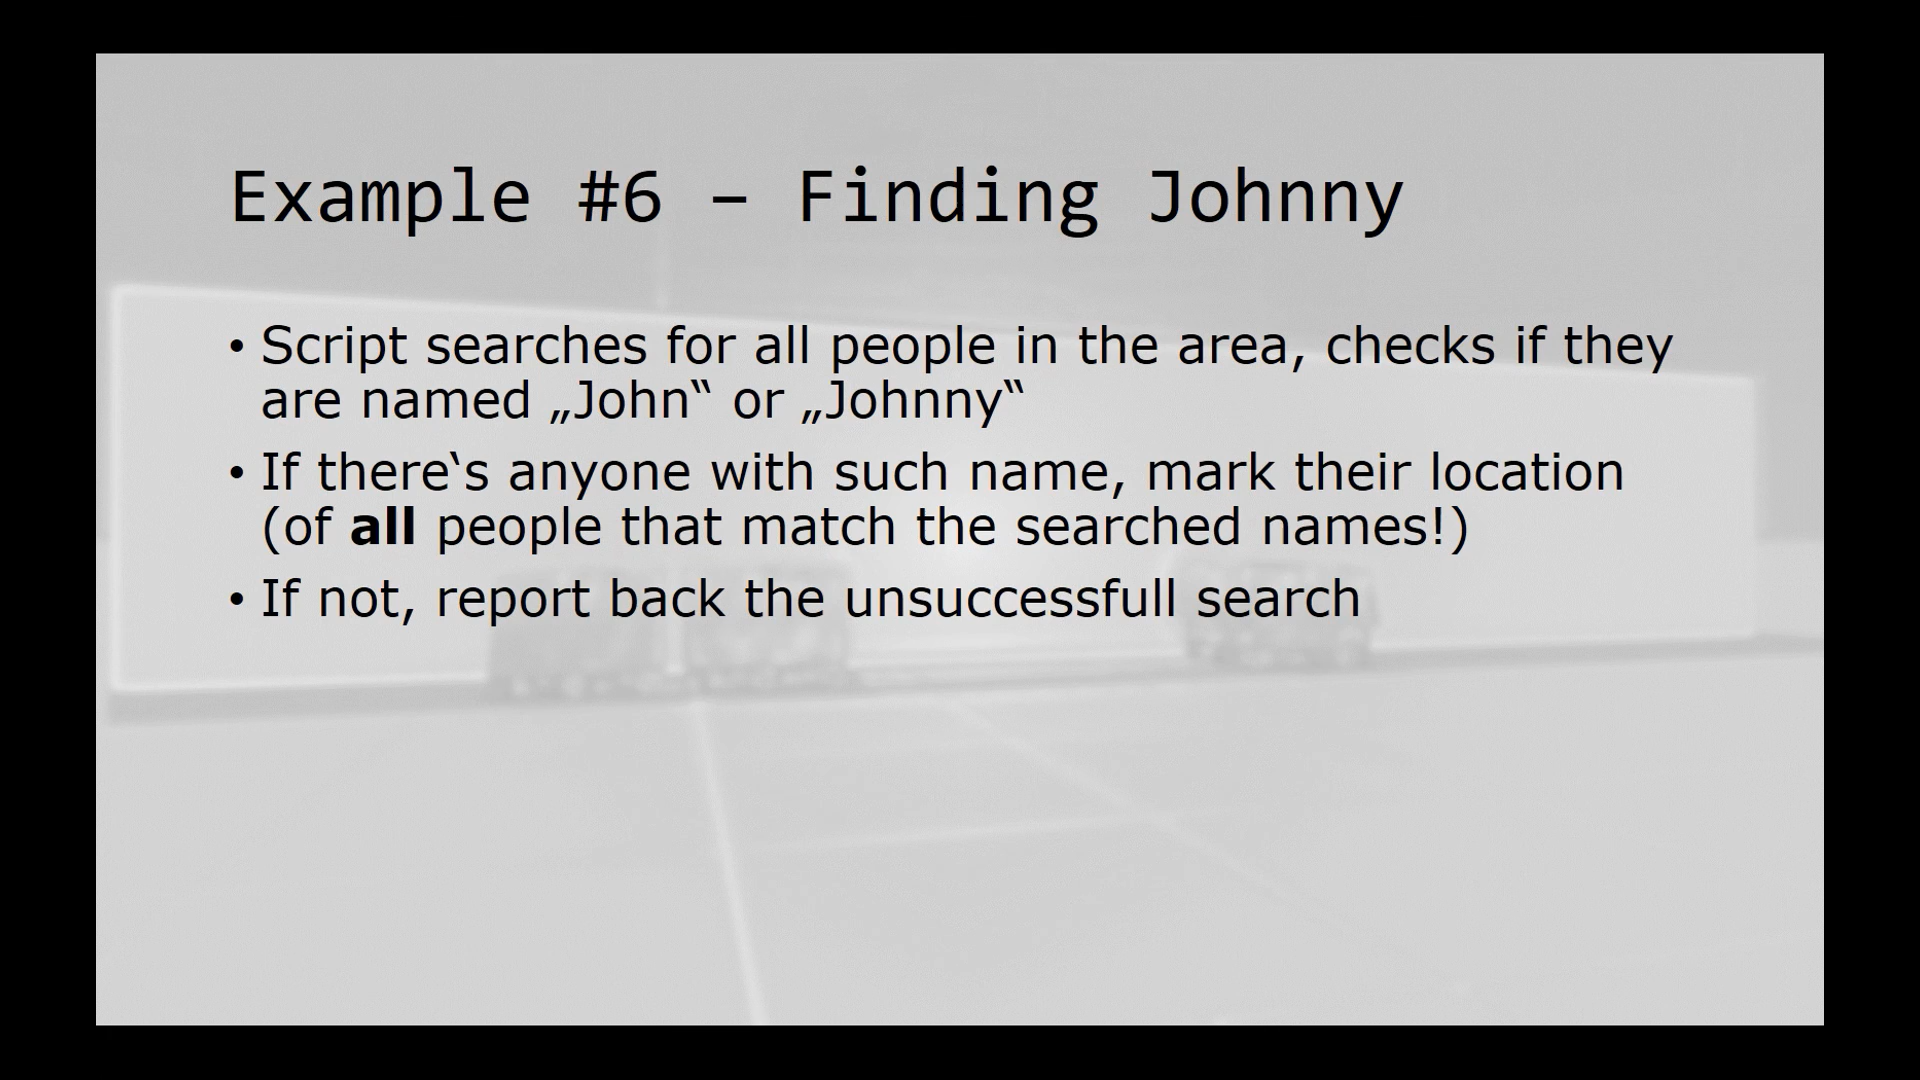 Example #6 – Finding Johnny
• Script searches for all people in the area, checks if they
are named „John‟ or „Johnny‟
• If there‛s anyone with such name, mark their location
(of all people that match the searched names!)
• If not, report back the unsuccessfull search